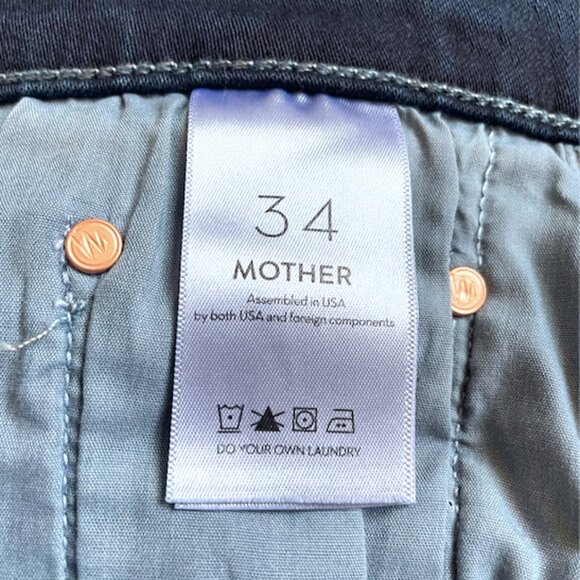 34
MOTHER
Assembled in USA
by both USA and foreign components
DO YOUR OWN LAUNDRY